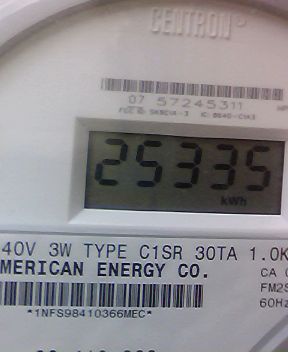 CENTRON®
07 57245311
25335
kWh
40V 3W TYPE C1SR 30TA 1.0K
MERICAN ENERGY CO.
CA
FM2S
60Hz
*1NFS98410366MEC*